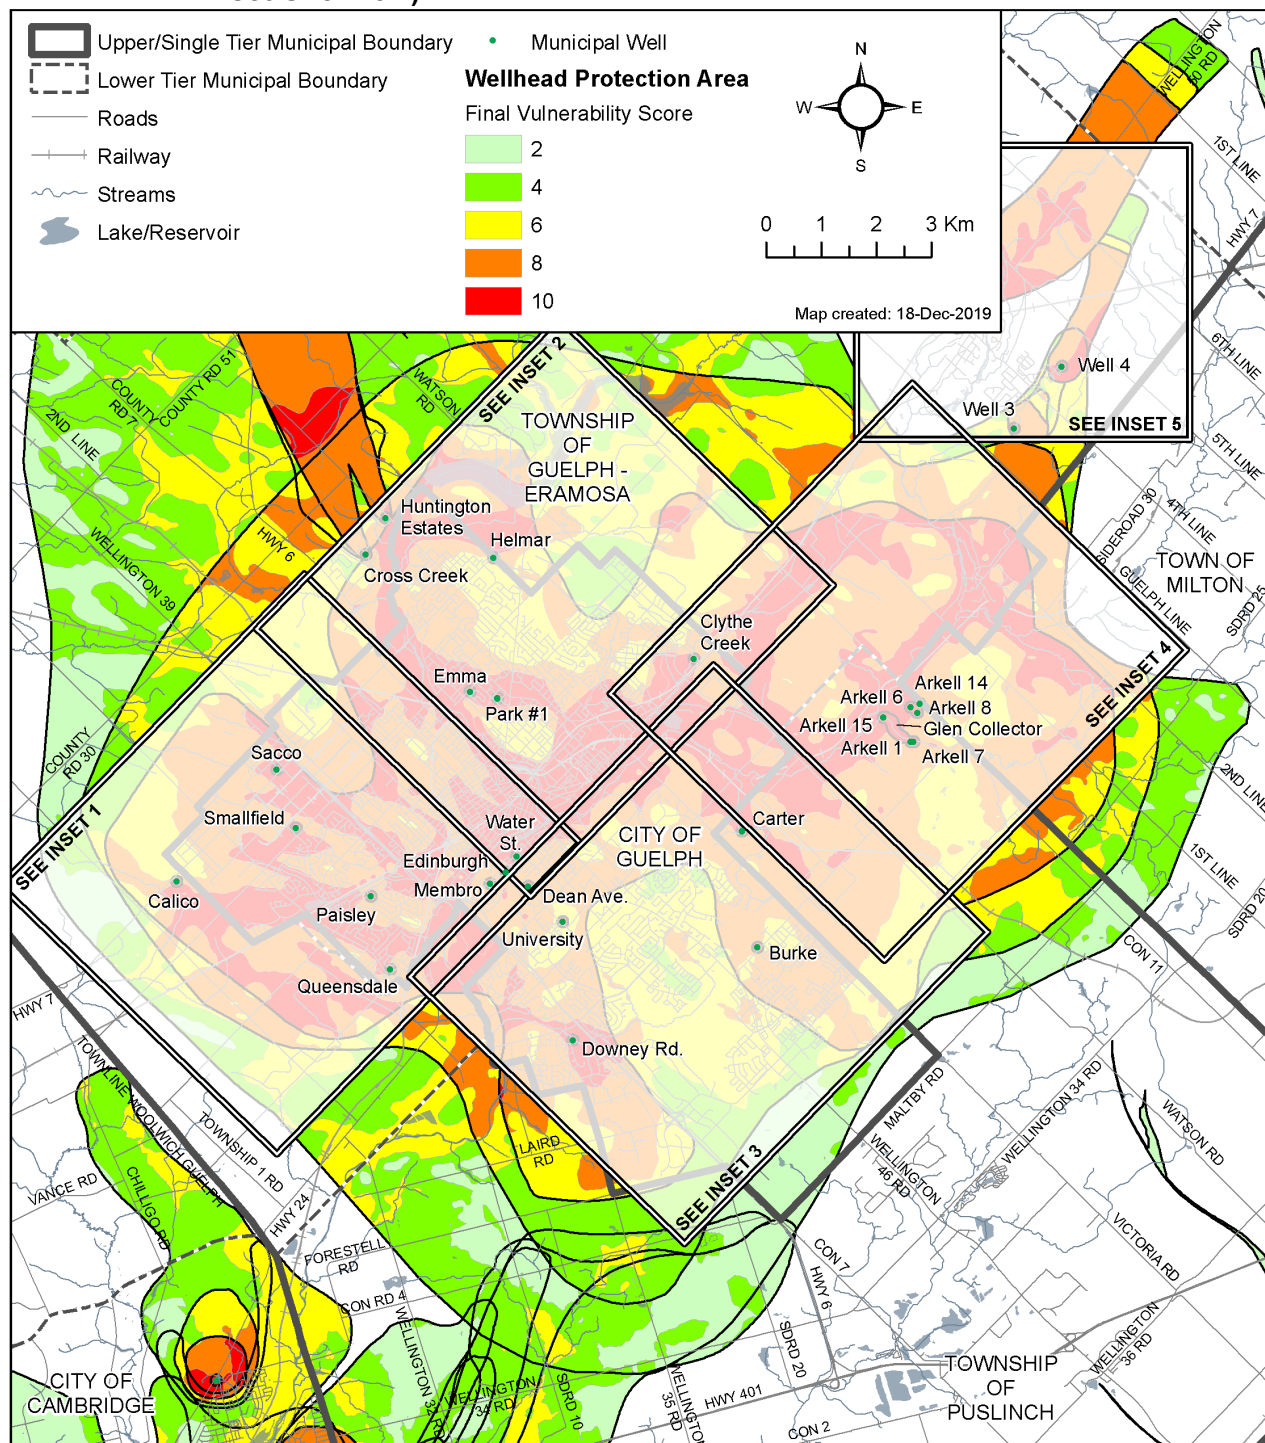 Upper/Single Tier Municipal Boundary
Lower Tier Municipal Boundary
Roads
Railway
Streams
Lake/Reservoir
Municipal Well
Wellhead Protection Area
Final Vulnerability Score
2
4
6
8
10
N
W E
S
0 1 2 3 Km
Map created: 18-Dec-2019
WELLINGTON
50 RD
1ST LINE
HWY 7
6TH LINE
5TH LINE
4TH LINE
SIDEROAD 30
GUELPH LINE
TOWN OF
MILTON
SDRD 25
Well 4
Well 3
SEE INSET 5
COUNTY RD 51
COUNTY
RD 7
2ND LINE
WATSON
RD
SEE INSET 2
TOWNSHIP
OF
GUELPH -
ERAMOSA
WELLINGTON 39
HWY 6
Huntington
Estates
Helmar
Cross Creek
Clythe
Creek
Emma
Park #1
Arkell 14
Arkell 6
Arkell 8
Arkell 15
Glen Collector
Arkell 1
Arkell 7
SEE INSET 4
COUNTY
RD 30
Sacco
Smallfield
SEE INSET 1
Water
St.
CITY OF
GUELPH
Carter
Edinburgh
Membro
Dean Ave.
Calico
Paisley
University
Burke
Queensdale
Downey Rd.
2ND LINE
1ST LINE
SDRD 20
CON 11
HWY 7
TOWNLINE WOOLWICH GUELPH
TOWNSHIP 1 RD
VANCE RD
CHILLIGO RD
HWY 24
LAIRD
RD
SEE INSET 3
MALTBY RD
WELLINGTON 34 RD
WELLINGTON
46 RD
WATSON RD
VICTORIA RD
FORESTELL
RD
CON RD 4
WELLINGTON 32 RD
WELLINGTON
34 RD
SDRD 10
WELLINGTON
35 RD
CON 7
HWY 6
SDRD 20
HWY 401
CON 2
WELLINGTON
36 RD
TOWNSHIP
OF
PUSLINCH
CITY OF
CAMBRIDGE